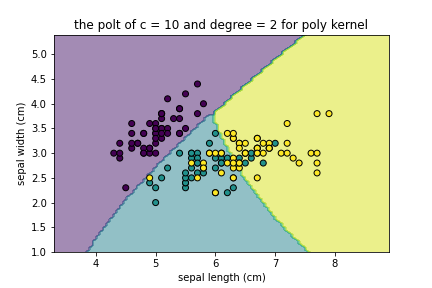 the polt of c = 10 and degree = 2 for poly kernel
5.0
4.5
4.0
3.5
3.0
2.5
2.0
1.5
1.0
sepal width (cm)
4 5 6 7 8
sepal length (cm)